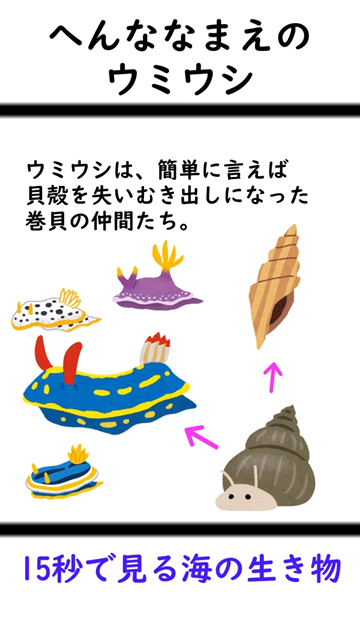 へんななまえの
ウミウシ
ウミウシは、簡単に言えば
貝殻を失いむき出しになった
巻貝の仲間たち。
15秒で見る海の生き物